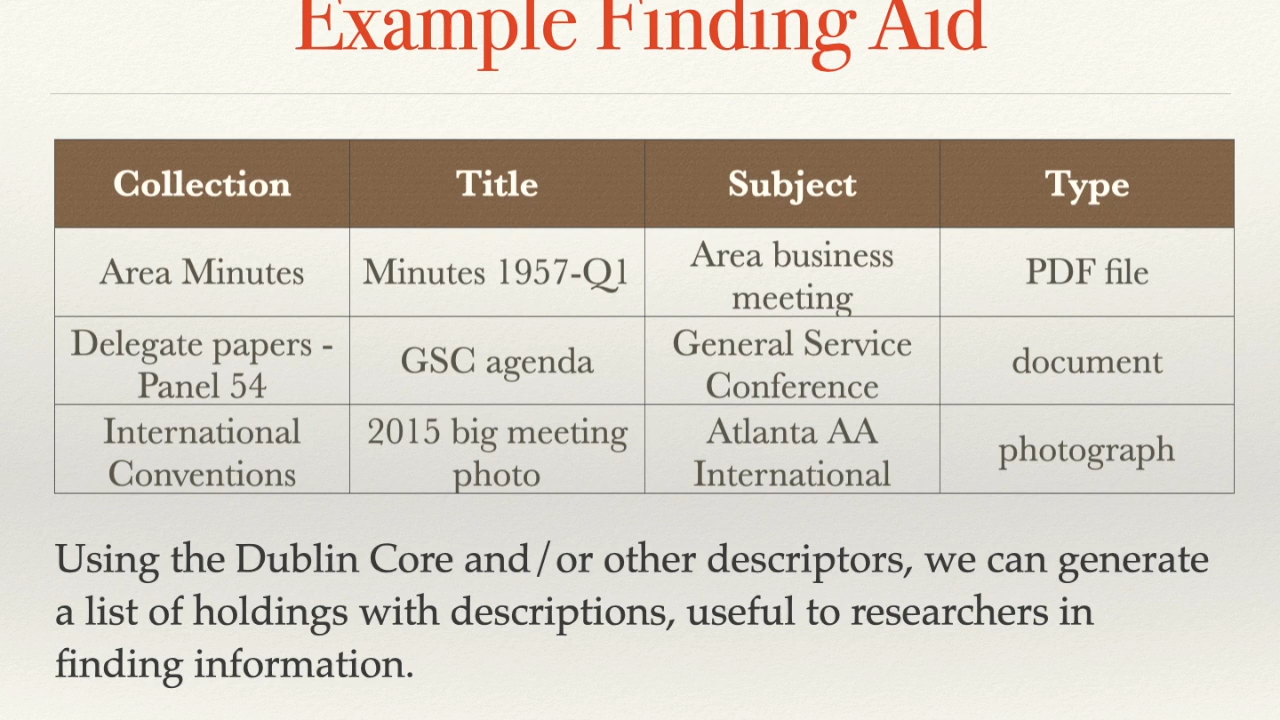 Example Finding Aid
Collection Title Subject Type
Area Minutes Minutes 1957-Q1 Area business meeting PDF file
Delegate papers - Panel 54 GSC agenda General Service Conference document
International Conventions 2015 big meeting photo Atlanta AA International photograph
Using the Dublin Core and/or other descriptors, we can generate
a list of holdings with descriptions, useful to researchers in
finding information.